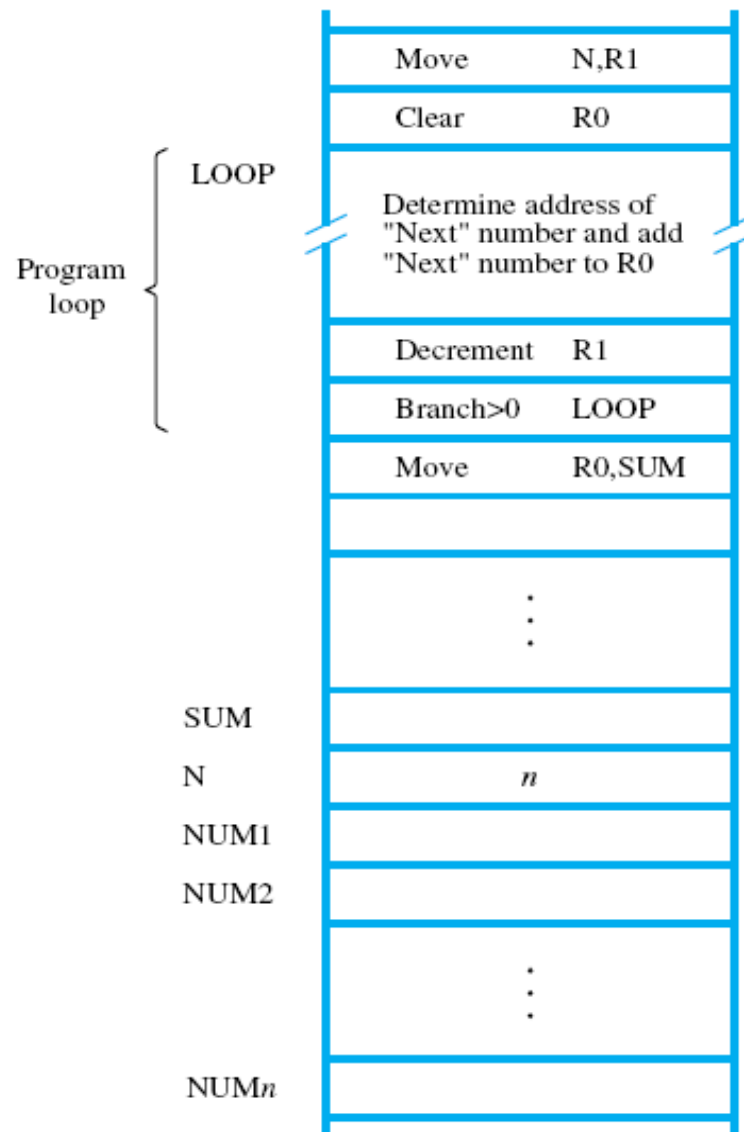 Move N,R1
Clear R0
LOOP
Determine address of
"Next" number and add
"Next" number to R0
Program
loop
Decrement R1
Branch>0 LOOP
Move R0,SUM
SUM
N n
NUM1
NUM2
NUMn